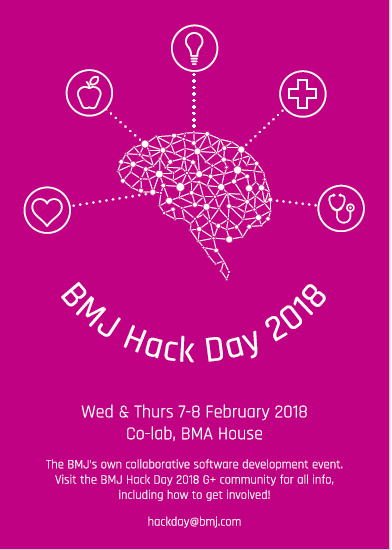 BMJ Hack Day 2018
Wed & Thurs 7-8 February 2018
Co-lab, BMA House
The BMJ's own collaborative software development event.
Visit the BMJ Hack Day 2018 G+ community for all info,
including how to get involved!
hackday@bmj.com